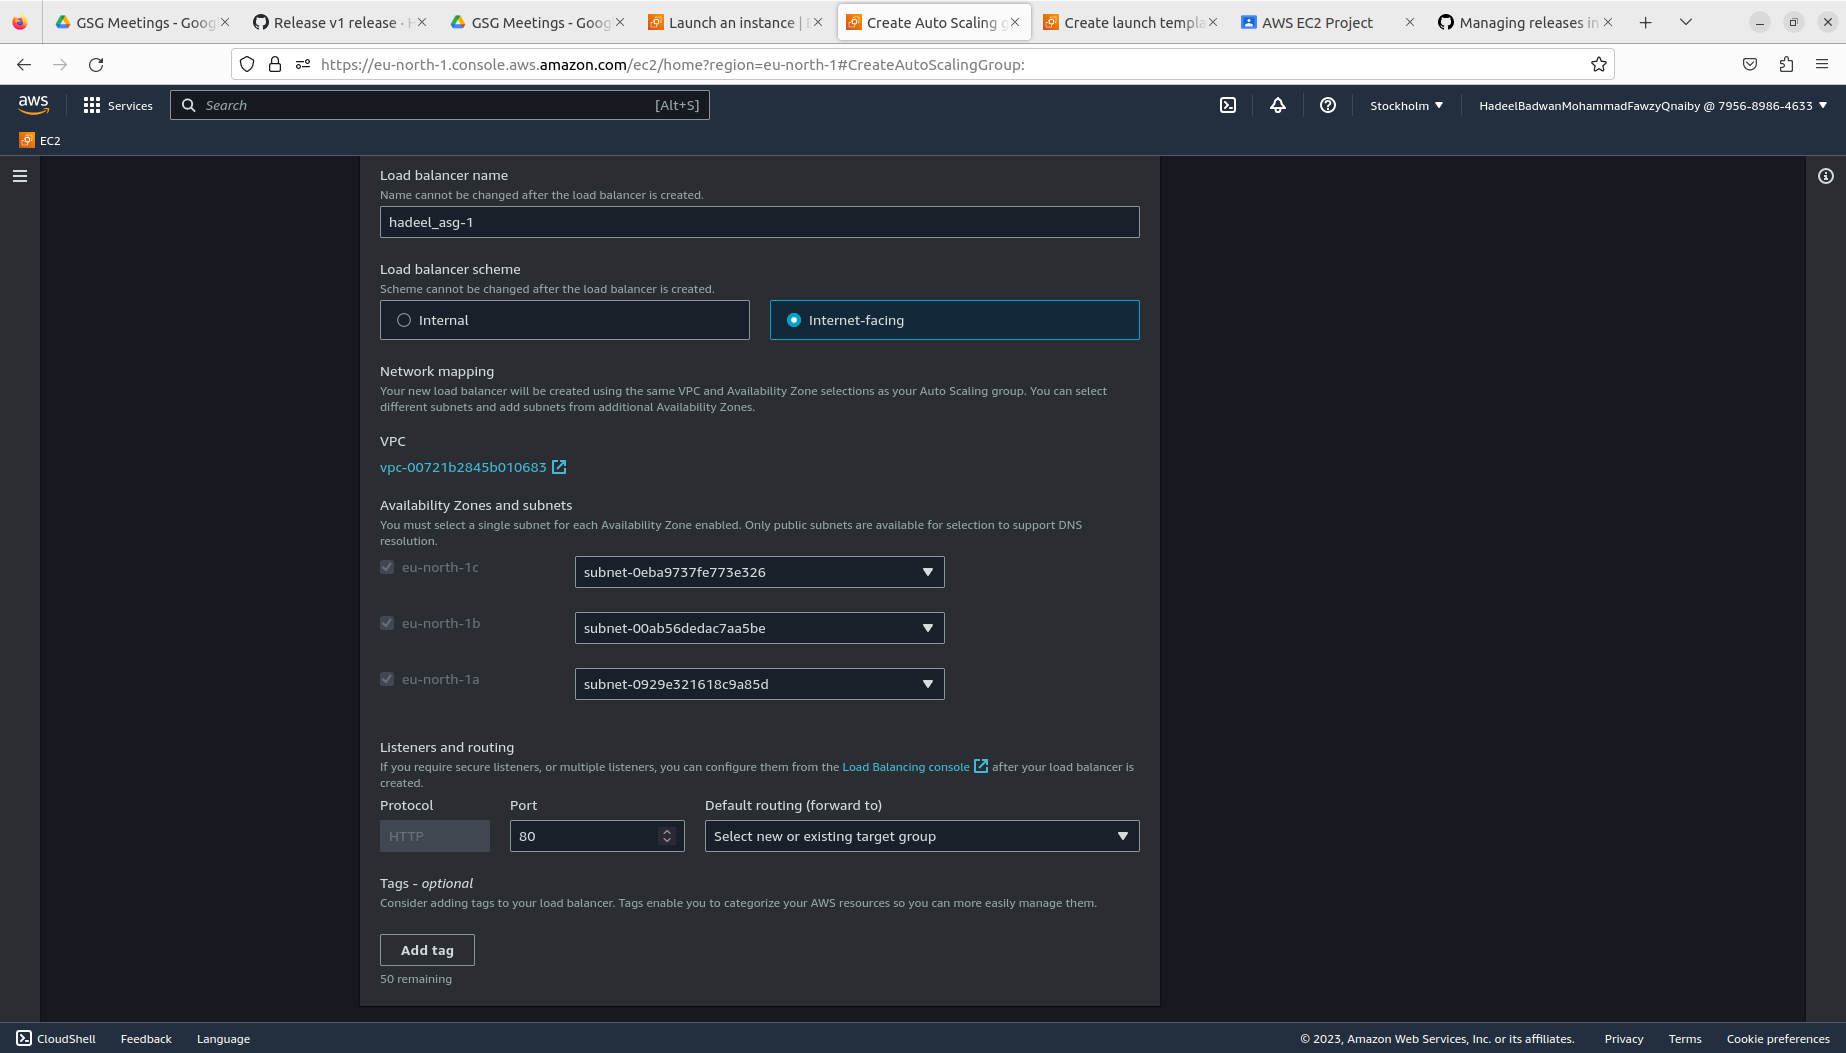 GSG Meetings - Goog
Release v1 release · H
GSG Meetings - Goog
Launch an instance | E
Create Auto Scaling g
Create launch templa
AWS EC2 Project
Managing releases in
https://eu-north-1.console.aws.amazon.com/ec2/home?region=eu-north-1#CreateAutoScalingGroup:
aws
Services
Search
[Alt+S]
Stockholm
HadeelBadwanMohammadFawzyQnaiby @ 7956-8986-4633
EC2
Load balancer name
Name cannot be changed after the load balancer is created.
hadeel_asg-1
Load balancer scheme
Scheme cannot be changed after the load balancer is created.
Internal
Internet-facing
Network mapping
Your new load balancer will be created using the same VPC and Availability Zone selections as your Auto Scaling group. You can select
different subnets and add subnets from additional Availability Zones.
VPC
vpc-00721b2845b010683
Availability Zones and subnets
You must select a single subnet for each Availability Zone enabled. Only public subnets are available for selection to support DNS
resolution.
eu-north-1c
subnet-0eba9737fe773e326
eu-north-1b
subnet-00ab56dedac7aa5be
eu-north-1a
subnet-0929e321618c9a85d
Listeners and routing
If you require secure listeners, or multiple listeners, you can configure them from the Load Balancing console after your load balancer is
created.
Protocol
Port
Default routing (forward to)
HTTP
80
Select new or existing target group
Tags - optional
Consider adding tags to your load balancer. Tags enable you to categorize your AWS resources so you can more easily manage them.
Add tag
50 remaining
CloudShell
Feedback
Language
© 2023, Amazon Web Services, Inc. or its affiliates.
Privacy
Terms
Cookie preferences